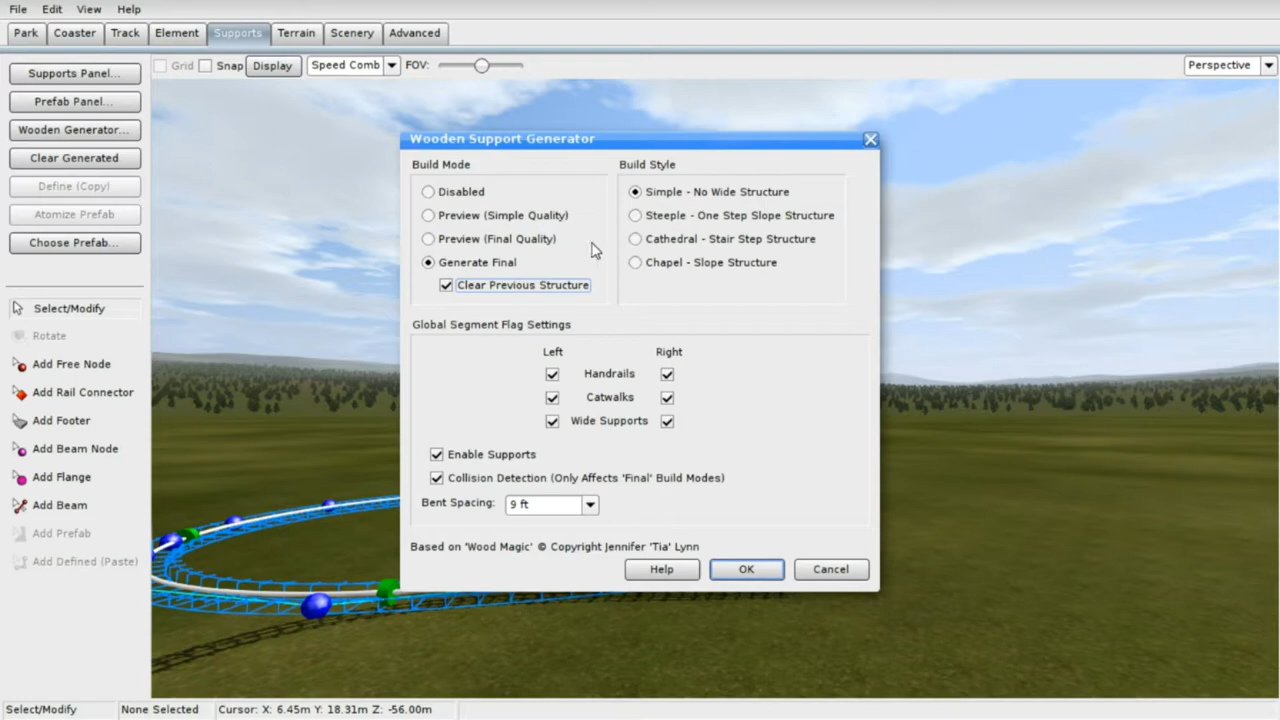 File Edit View Help
Park Coaster Track Element Supports Terrain Scenery Advanced
Supports Panel... Grid Snap Display Speed Comb FOV: Perspective
Prefab Panel...
Wooden Generator...
Clear Generated
Define (Copy)
Atomize Prefab
Choose Prefab...
Select/Modify
Rotate
Add Free Node
Add Rail Connector
Add Footer
Add Beam Node
Add Flange
Add Beam
Add Prefab
Add Defined (Paste)
Wooden Support Generator
Build Mode
Disabled
Preview (Simple Quality)
Preview (Final Quality)
Generate Final
Clear Previous Structure
Build Style
Simple - No Wide Structure
Steeple - One Step Slope Structure
Cathedral - Stair Step Structure
Chapel - Slope Structure
Global Segment Flag Settings
Left Right
Handrails
Catwalks
Wide Supports
Enable Supports
Collision Detection (Only Affects 'Final' Build Modes)
Bent Spacing: 9 ft
Based on 'Wood Magic' © Copyright Jennifer 'Tia' Lynn
Help OK Cancel
Select/Modify None Selected Cursor: X: 6.45m Y: 18.31m Z: -56.00m